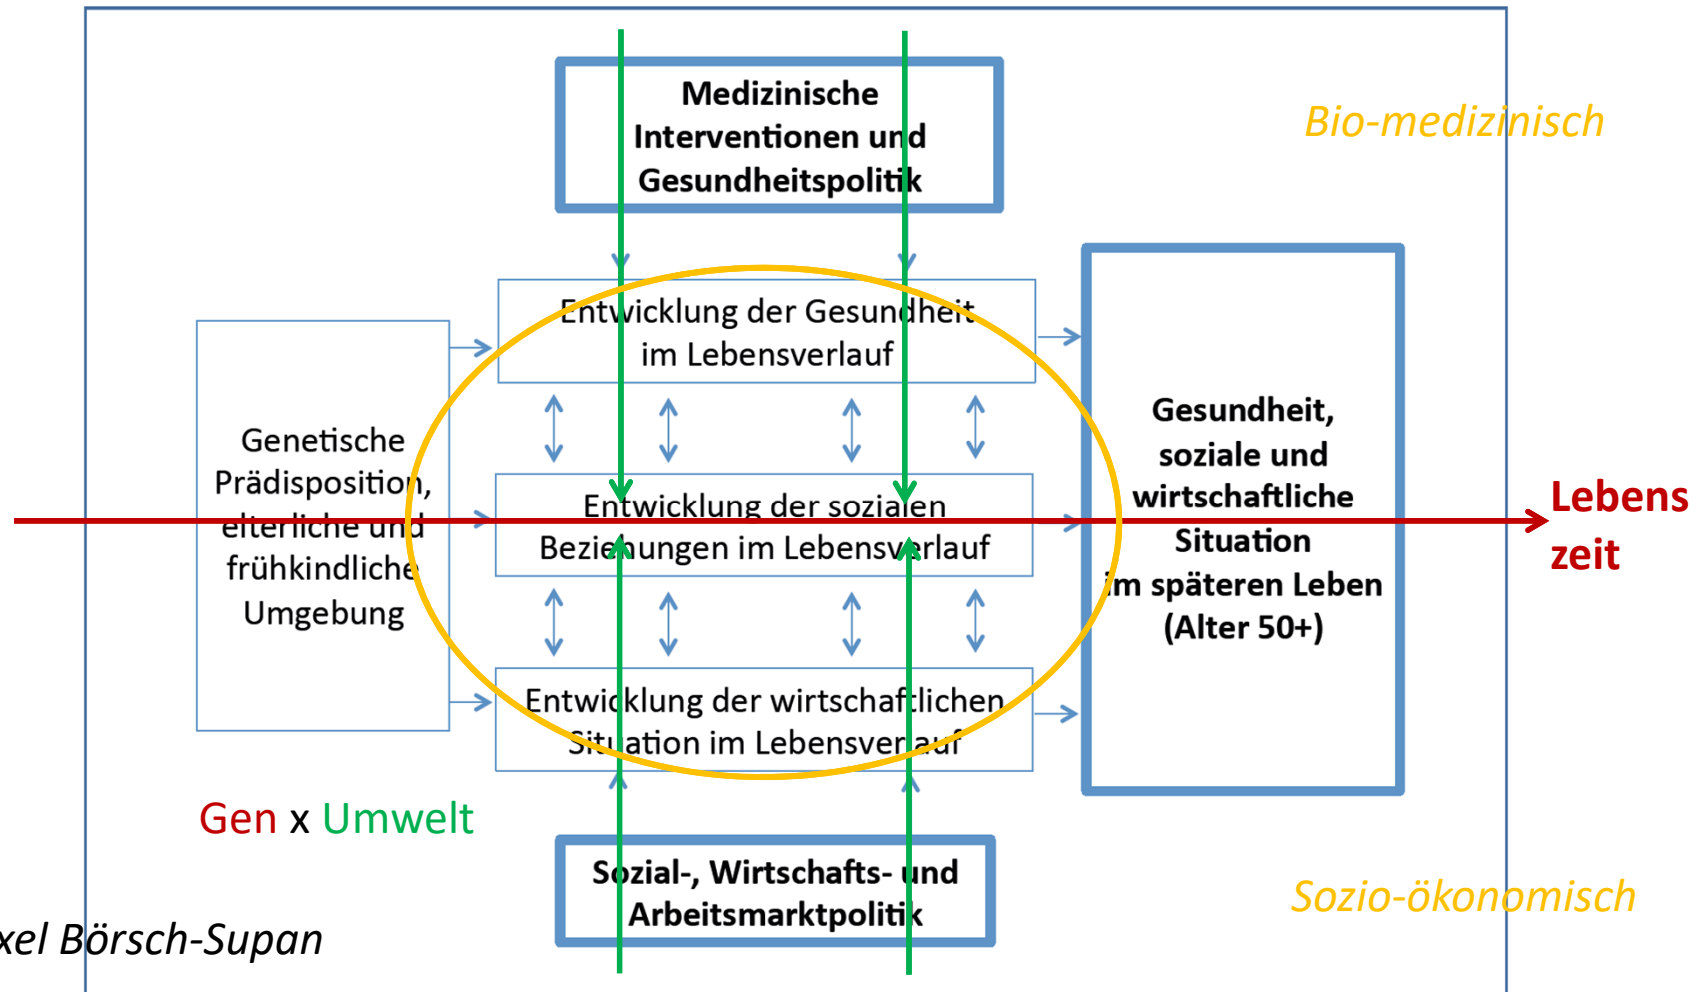 Medizinische
Interventionen und
Gesundheitspolitik
Bio-medizinisch
Entwicklung der Gesundheit
im Lebensverlauf
Genetische
Prädisposition,
elterliche und
frühkindliche
Umgebung
Entwicklung der sozialen
Beziehungen im Lebensverlauf
Gesundheit,
soziale und
wirtschaftliche
Situation
im späteren Leben
(Alter 50+)
Lebens
zeit
Entwicklung der wirtschaftlichen
Situation im Lebensverlauf
Gen x Umwelt
Sozial-, Wirtschafts- und
Arbeitsmarktpolitik
Sozio-ökonomisch
xel Börsch-Supan